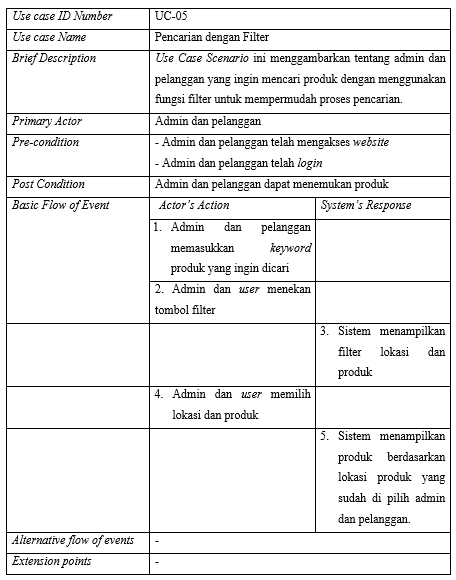 Use case ID Number UC-05
Use case Name Pencarian dengan Filter
Brief Description Use Case Scenario ini menggambarkan tentang admin dan
pelanggan yang ingin mencari produk dengan menggunakan
fungsi filter untuk mempermudah proses pencarian.
Primary Actor Admin dan pelanggan
Pre-condition - Admin dan pelanggan telah mengakses website
- Admin dan pelanggan telah login
Post Condition Admin dan pelanggan dapat menemukan produk
Basic Flow of Event Actor's Action System's Response
1. Admin dan pelanggan
memasukkan keyword
produk yang ingin dicari
2. Admin dan user menekan
tombol filter
3. Sistem menampilkan
filter lokasi dan
produk
4. Admin dan user memilih
lokasi dan produk
5. Sistem menampilkan
produk berdasarkan
lokasi produk yang
sudah di pilih admin
dan pelanggan.
Alternative flow of events -
Extension points -